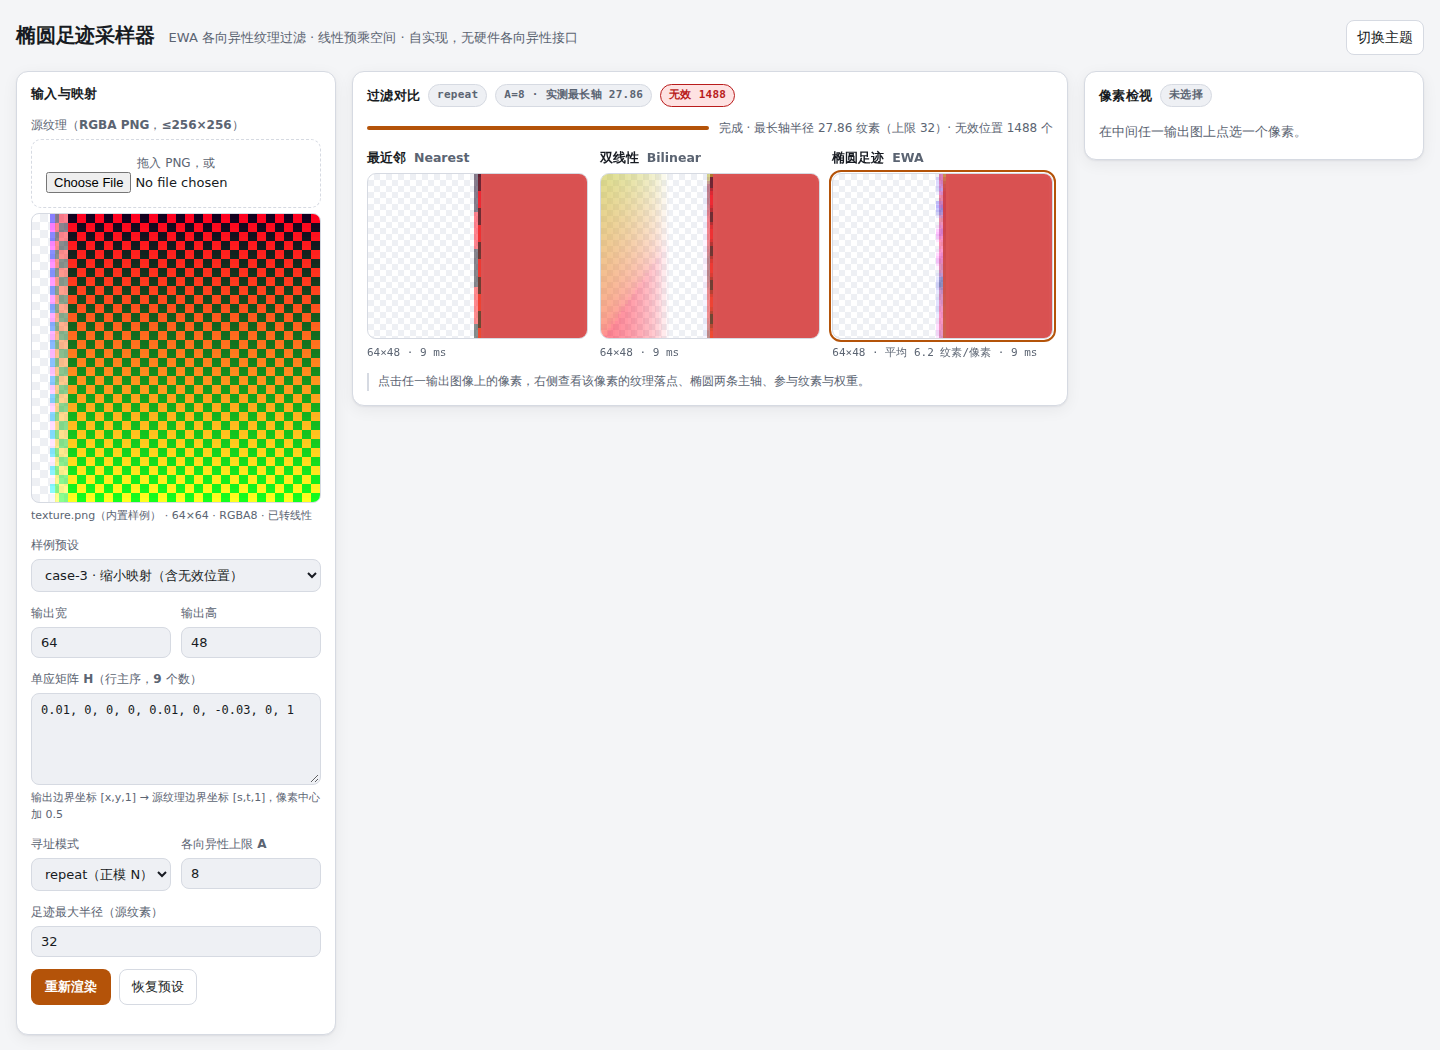 椭圆足迹采样器 EWA 各向异性纹理过滤 · 线性预乘空间 · 自实现，无硬件各向异性接口
切换主题
输入与映射
源纹理（RGBA PNG，≤256×256）
拖入 PNG，或
Choose File No file chosen
texture.png（内置样例） · 64×64 · RGBA8 · 已转线性
样例预设
case-3 · 缩小映射（含无效位置）
输出宽 输出高
64 48
单应矩阵 H（行主序，9 个数）
0.01, 0, 0, 0, 0.01, 0, -0.03, 0, 1
输出边界坐标 [x,y,1] → 源纹理边界坐标 [s,t,1]，像素中心
加 0.5
寻址模式 各向异性上限 A
repeat（正模 N） 8
足迹最大半径（源纹素）
32
重新渲染 恢复预设
过滤对比 repeat A=8 · 实测最长轴 27.86 无效 1488
完成 · 最长轴半径 27.86 纹素（上限 32）· 无效位置 1488 个
最近邻 Nearest 双线性 Bilinear 椭圆足迹 EWA
64×48 · 9 ms 64×48 · 9 ms 64×48 · 平均 6.2 纹素/像素 · 9 ms
点击任一输出图像上的像素，右侧查看该像素的纹理落点、椭圆两条主轴、参与纹素与权重。
像素检视 未选择
在中间任一输出图上点选一个像素。